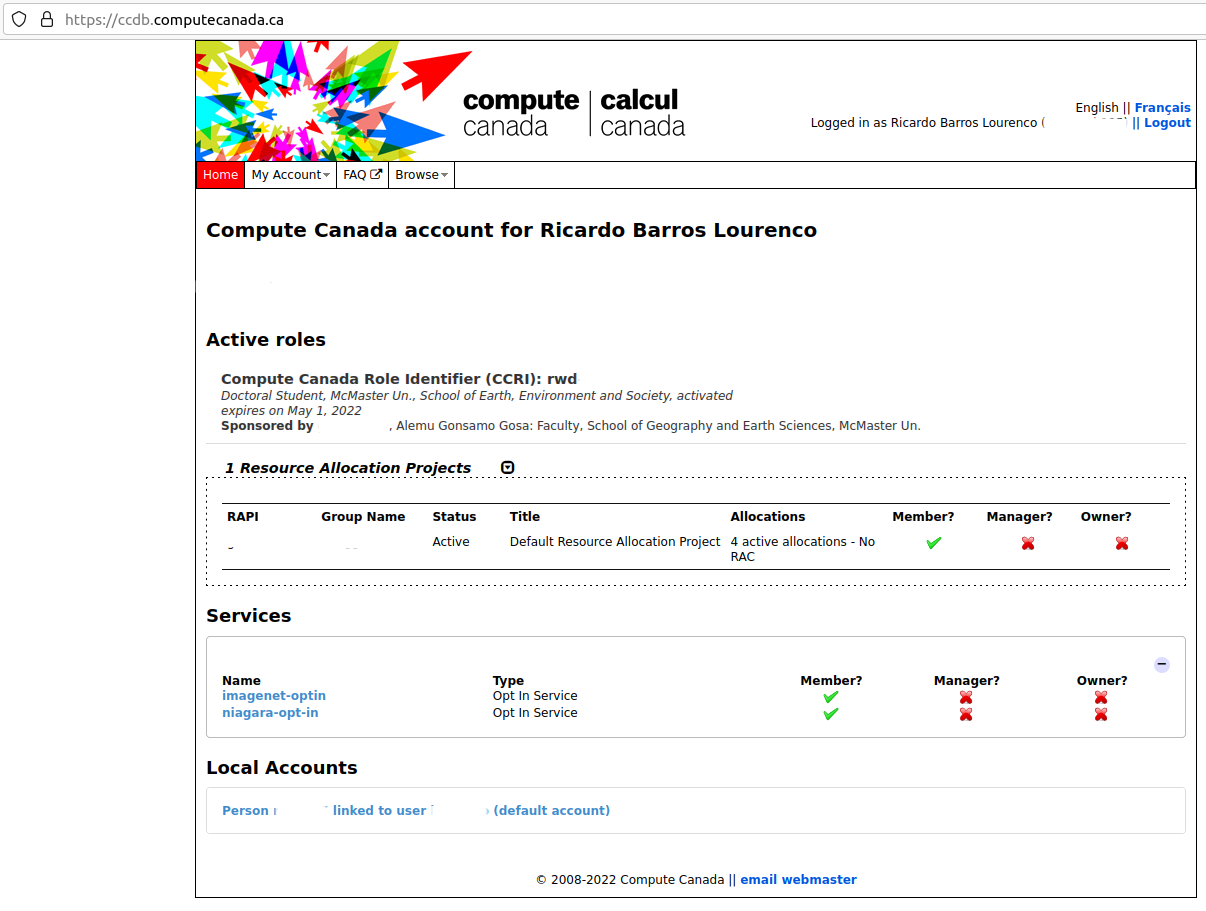 https://ccdb.computecanada.ca
compute | calcul
canada | canada
English || Français
Logged in as Ricardo Barros Lourenco ( || Logout
Home My Account FAQ Browse
Compute Canada account for Ricardo Barros Lourenco
Active roles
Compute Canada Role Identifier (CCRI): rwd
Doctoral Student, McMaster Un., School of Earth, Environment and Society, activated
expires on May 1, 2022
Sponsored by , Alemu Gonsamo Gosa: Faculty, School of Geography and Earth Sciences, McMaster Un.
1 Resource Allocation Projects
RAPI Group Name Status Title Allocations Member? Manager? Owner?
Active Default Resource Allocation Project 4 active allocations - No
RAC
Services
Name Type Member? Manager? Owner?
imagenet-optin Opt In Service
niagara-opt-in Opt In Service
Local Accounts
Person linked to user (default account)
© 2008-2022 Compute Canada || email webmaster